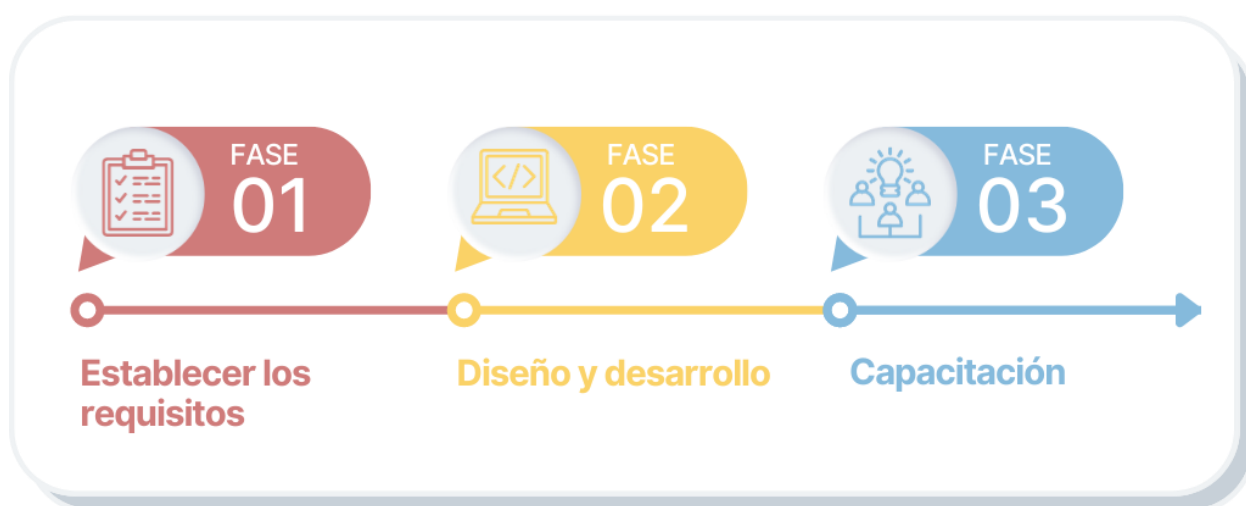 FASE
01
FASE
02
FASE
03
Establecer los
requisitos
Diseño y desarrollo
Capacitación